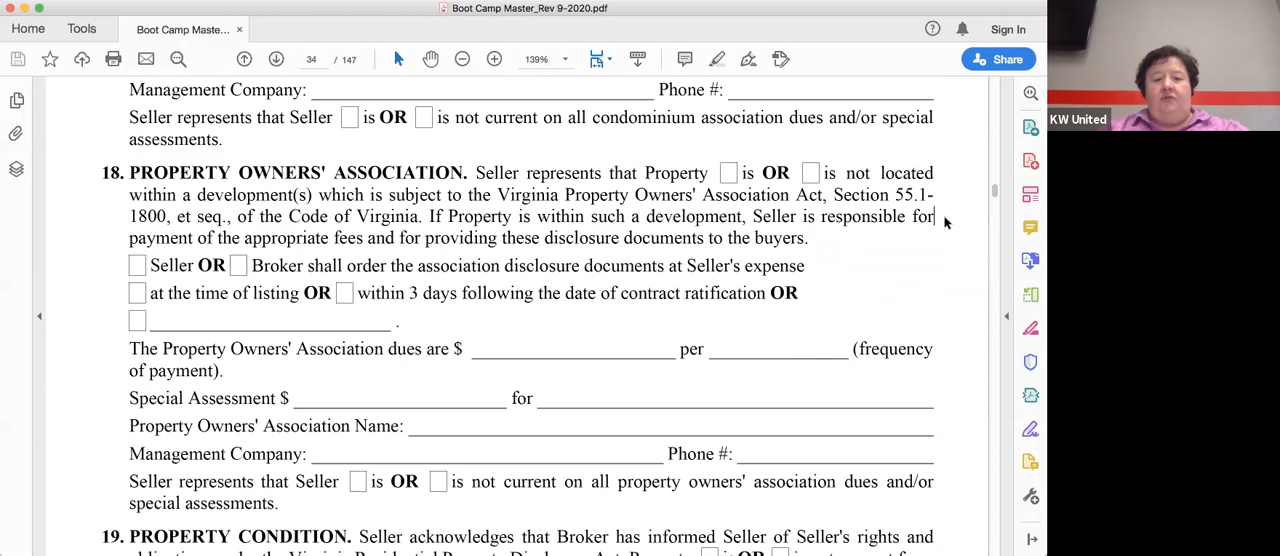 Boot Camp Master_Rev 9-2020.pdf
Home Tools Boot Camp Maste... × Sign In
34 / 147 139% Share
Management Company: Phone #:
Seller represents that Seller is OR is not current on all condominium association dues and/or special
assessments.
18. PROPERTY OWNERS' ASSOCIATION. Seller represents that Property is OR is not located
within a development(s) which is subject to the Virginia Property Owners' Association Act, Section 55.1-
1800, et seq., of the Code of Virginia. If Property is within such a development, Seller is responsible for
payment of the appropriate fees and for providing these disclosure documents to the buyers.
Seller OR Broker shall order the association disclosure documents at Seller's expense
at the time of listing OR within 3 days following the date of contract ratification OR
.
The Property Owners' Association dues are $ per (frequency
of payment).
Special Assessment $ for
Property Owners' Association Name:
Management Company: Phone #:
Seller represents that Seller is OR is not current on all property owners' association dues and/or
special assessments.
19. PROPERTY CONDITION. Seller acknowledges that Broker has informed Seller of Seller's rights and
KW United